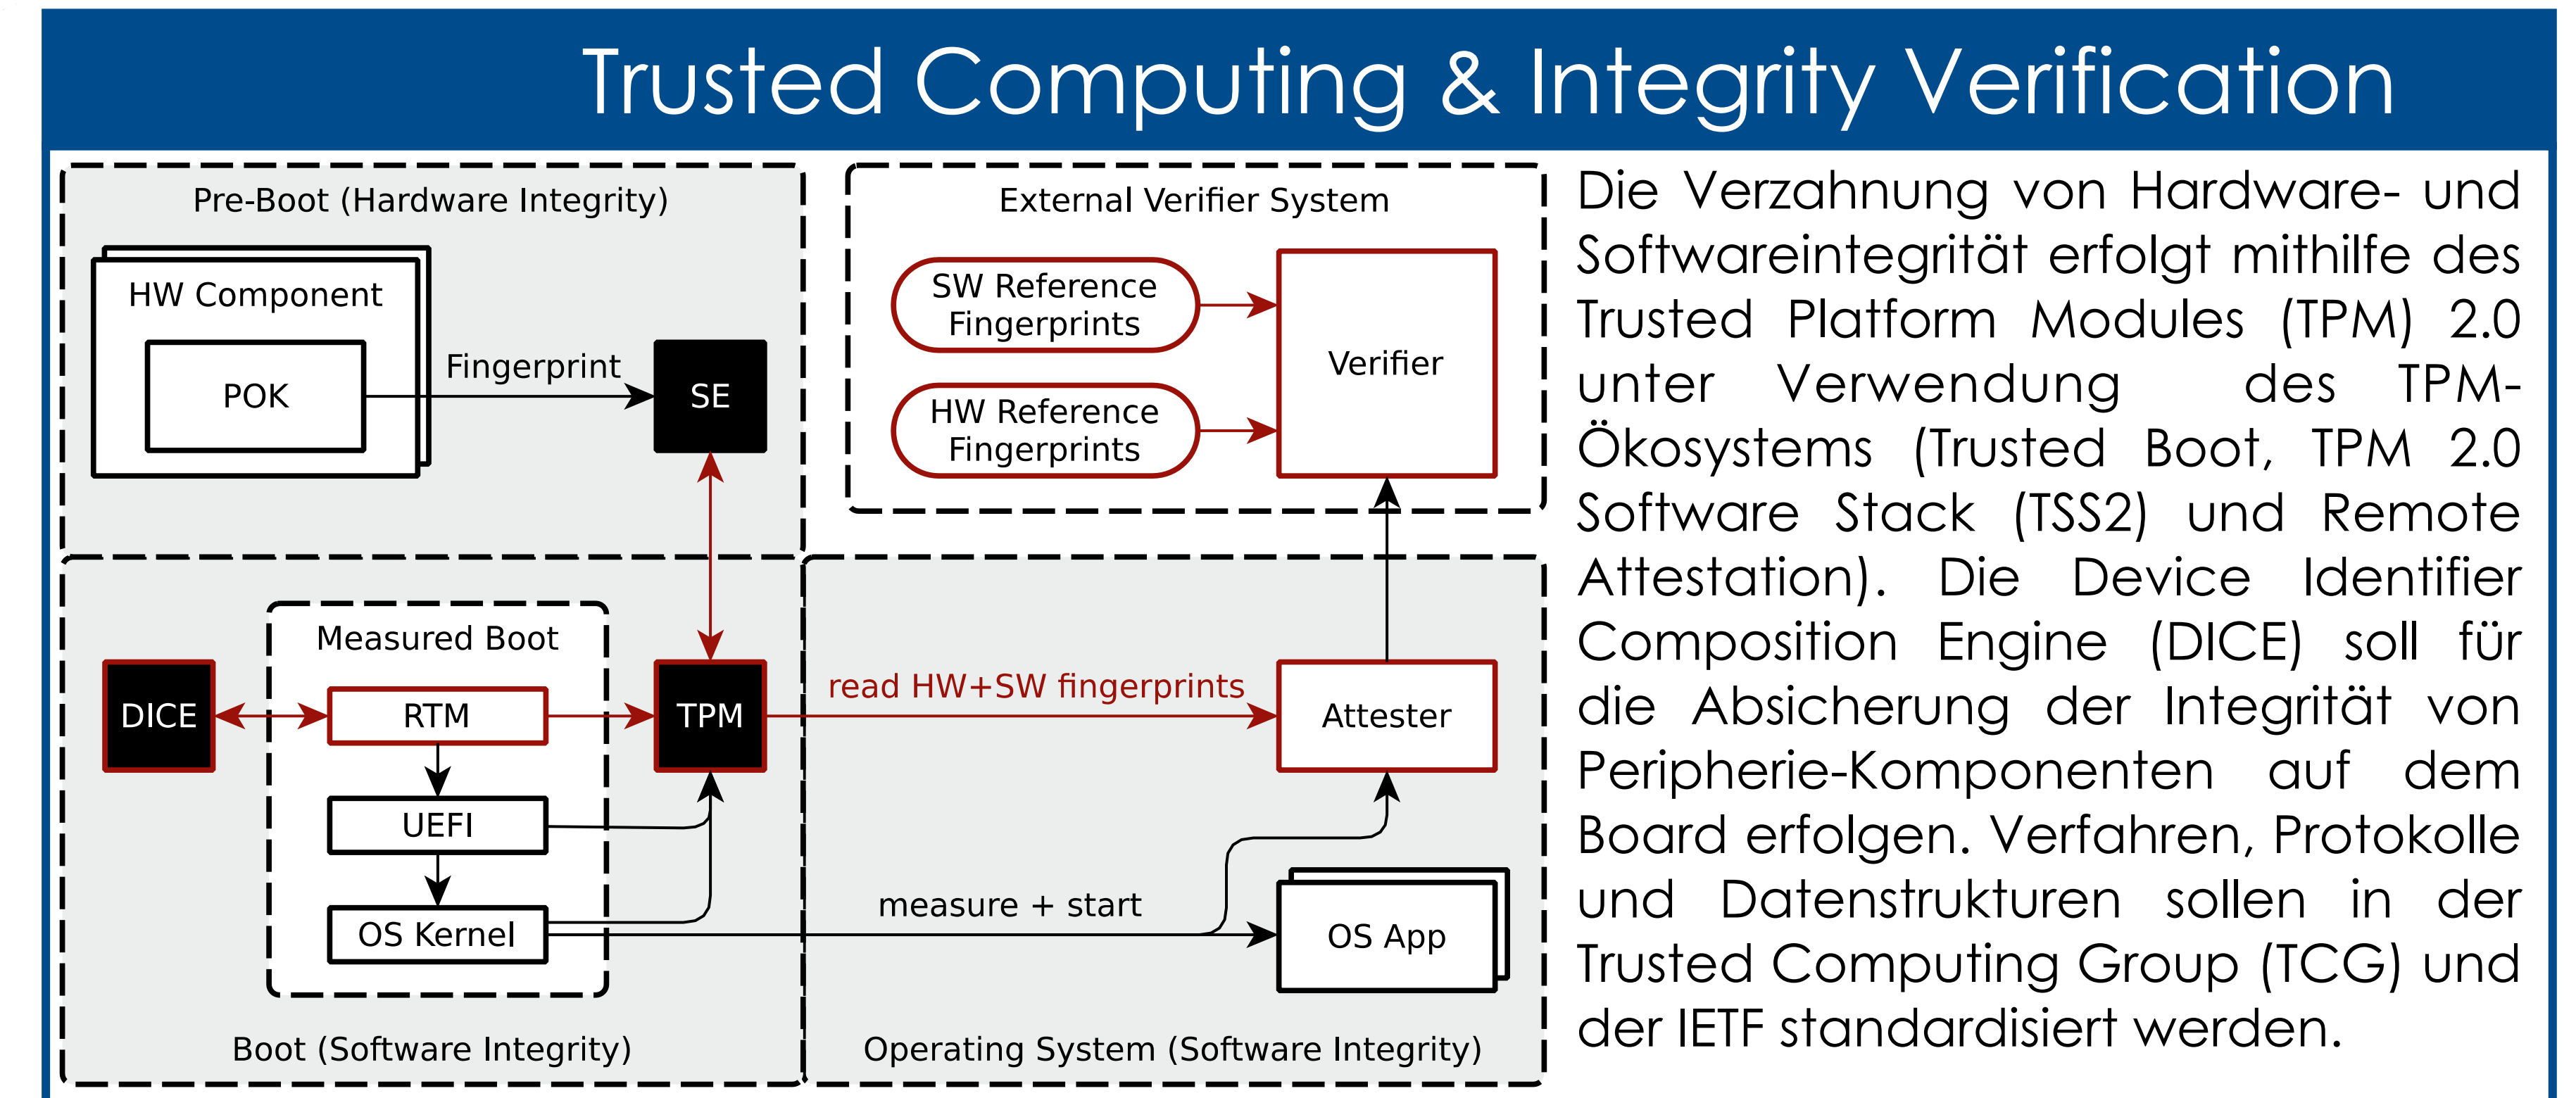 Trusted Computing & Integrity Verification
Pre-Boot (Hardware Integrity)
HW Component
POK
Fingerprint
SE
External Verifier System
SW Reference
Fingerprints
HW Reference
Fingerprints
Verifier
Measured Boot
DICE
RTM
TPM
UEFI
OS Kernel
Boot (Software Integrity)
read HW+SW fingerprints
Attester
measure + start
OS App
Operating System (Software Integrity)
Die Verzahnung von Hardware- und
Softwareintegrität erfolgt mithilfe des
Trusted Platform Modules (TPM) 2.0
unter Verwendung des TPM-
Ökosystems (Trusted Boot, TPM 2.0
Software Stack (TSS2) und Remote
Attestation). Die Device Identifier
Composition Engine (DICE) soll für
die Absicherung der Integrität von
Peripherie-Komponenten auf dem
Board erfolgen. Verfahren, Protokolle
und Datenstrukturen sollen in der
Trusted Computing Group (TCG) und
der IETF standardisiert werden.